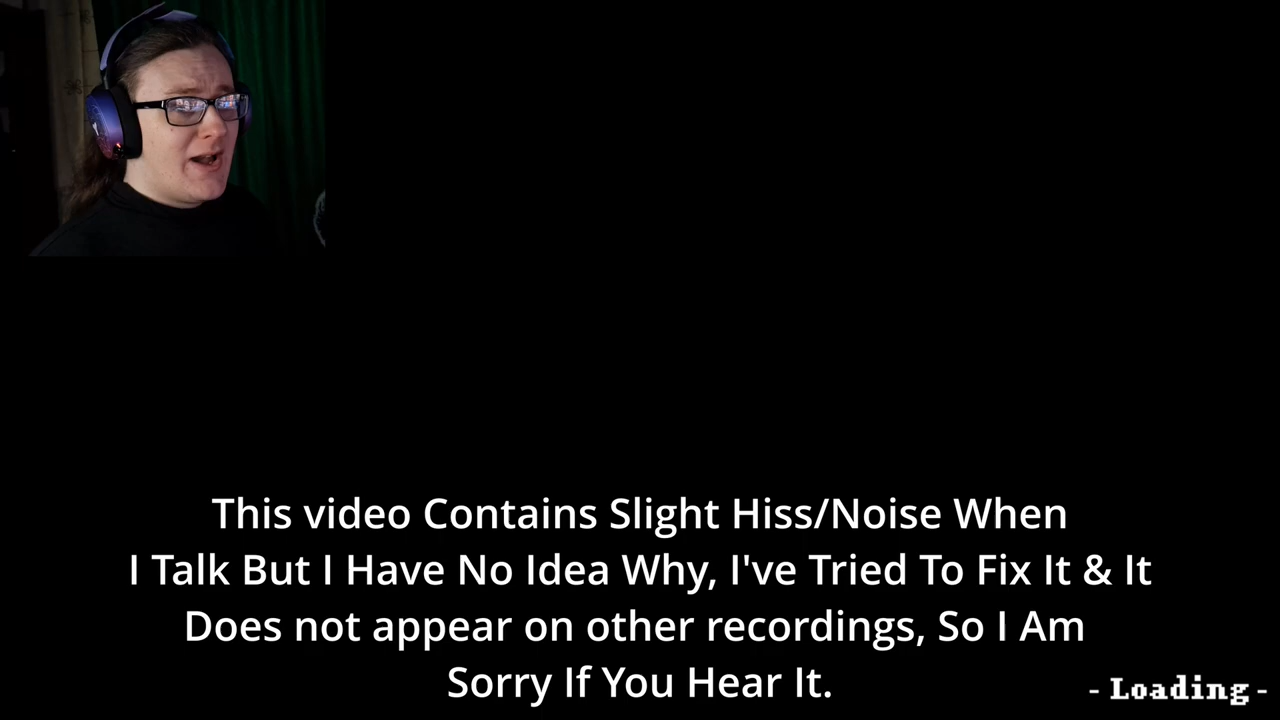 This video Contains Slight Hiss/Noise When
I Talk But I Have No Idea Why, I've Tried To Fix It & It
Does not appear on other recordings, So I Am
Sorry If You Hear It.
- Loading -